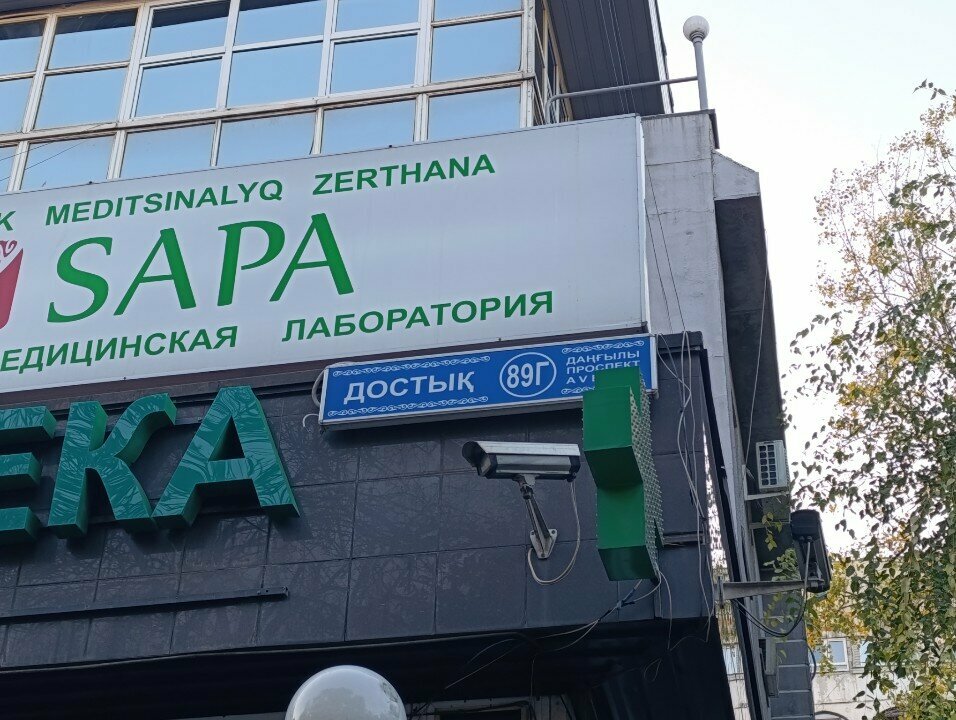 K MEDITSINALYQ ZERTHANA
SAPA
ЕДИЦИНСКАЯ ЛАБОРАТОРИЯ
ДОСТЫҚ
89Г
ДАҢҒЫЛЫ
ПРОСПЕКТ
ЕКА